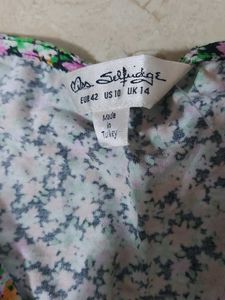 Miss Selfridge
EUR 42 US 10 UK 14
Made
in
Turkey